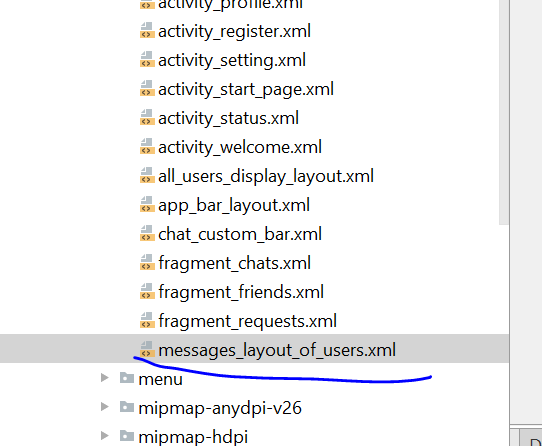 activity_profile.xml
activity_register.xml
activity_setting.xml
activity_start_page.xml
activity_status.xml
activity_welcome.xml
all_users_display_layout.xml
app_bar_layout.xml
chat_custom_bar.xml
fragment_chats.xml
fragment_friends.xml
fragment_requests.xml
messages_layout_of_users.xml
menu
mipmap-anydpi-v26
mipmap-hdpi